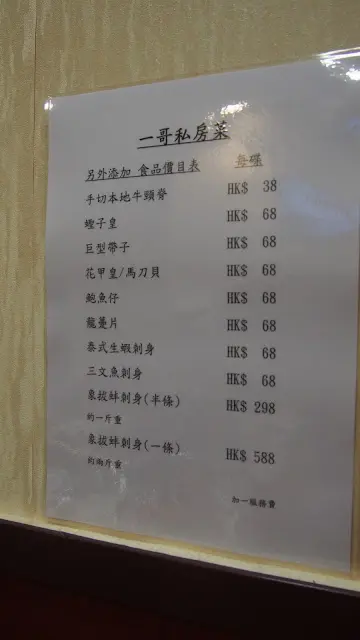 一哥私房菜
另外添加 食品價目表 每碟
手切本地牛頸脊 HK$ 38
蟶子皇 HK$ 68
巨型帶子 HK$ 68
花甲皇/馬刀貝 HK$ 68
鮑魚仔 HK$ 68
龍躉片 HK$ 68
泰式生蝦刺身 HK$ 68
三文魚刺身 HK$ 68
象拔蚌刺身(半條) HK$ 298
約一斤重
象拔蚌刺身(一條) HK$ 588
約兩斤重
加一服務費